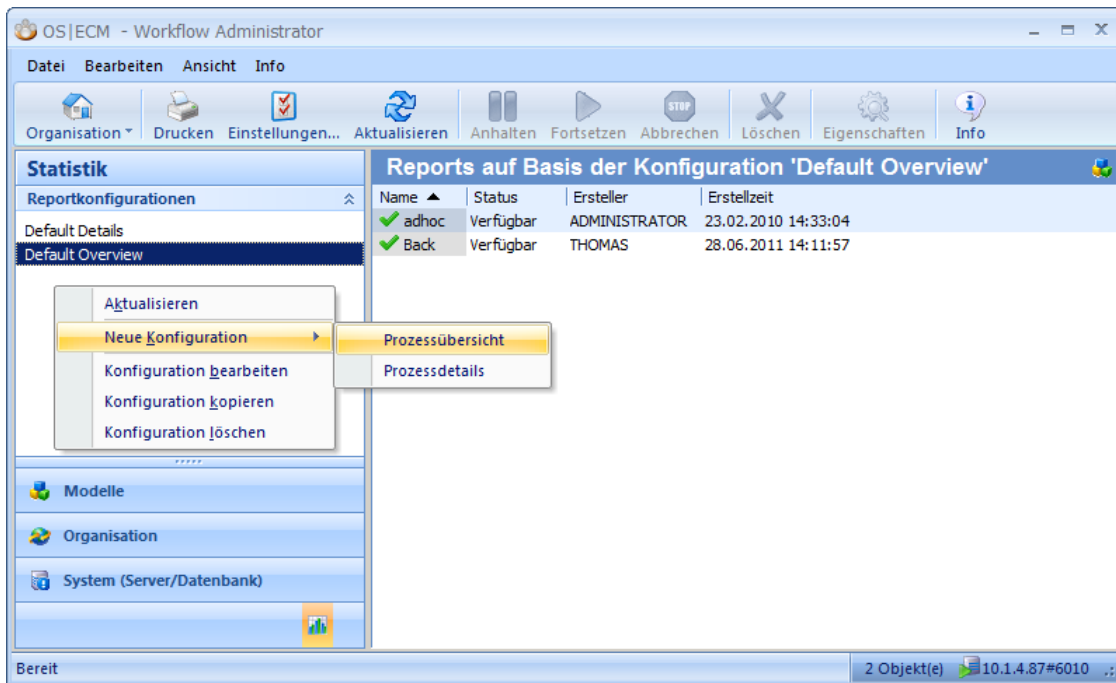 OS|ECM - Workflow Administrator
Datei Bearbeiten Ansicht Info
Organisation Drucken Einstellungen... Aktualisieren Anhalten Fortsetzen STOP Abbrechen Löschen Eigenschaften Info
Statistik
Reportkonfigurationen
Default Details
Default Overview
Aktualisieren
Neue Konfiguration
Konfiguration bearbeiten
Konfiguration kopieren
Konfiguration löschen
Prozessübersicht
Prozessdetails
Modelle
Organisation
System (Server/Datenbank)
Reports auf Basis der Konfiguration 'Default Overview'
Name Status Ersteller Erstellzeit
adhoc Verfügbar ADMINISTRATOR 23.02.2010 14:33:04
Back Verfügbar THOMAS 28.06.2011 14:11:57
Bereit 2 Objekt(e) 10.1.4.87#6010